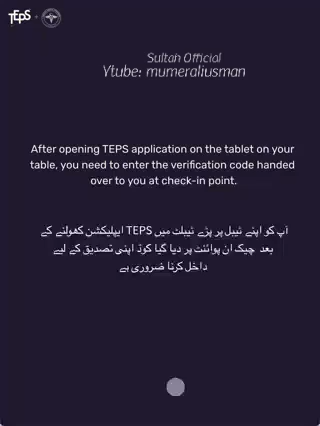 TEPS +
Sultan Official
Ytube: mumeraliusman
After opening TEPS application on the tablet on your
table, you need to enter the verification code handed
over to you at check-in point.
آپ کو اپنے ٹیبل پر پڑے ٹیبلٹ میں TEPS ایپلیکشن کھولنے کے
بعد چیک ان پوائنٹ پر دیا گیا کوڈ اپنی تصدیق کے لیے
داخل کرنا ضروری ہے